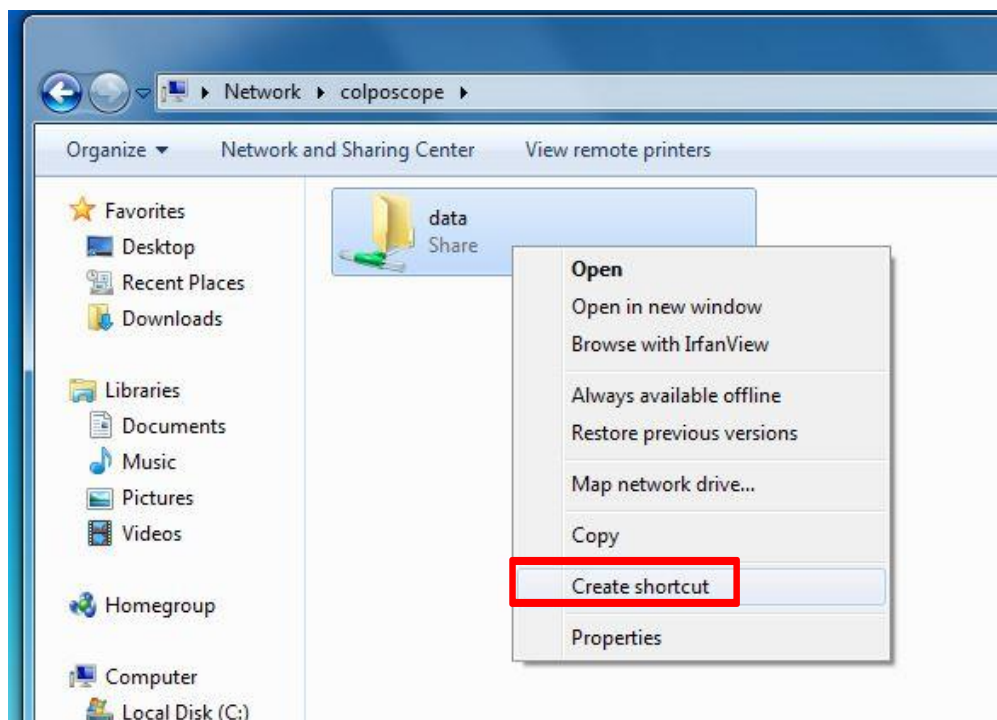 Network colposcope
Organize Network and Sharing Center View remote printers
Favorites
Desktop
Recent Places
Downloads
Libraries
Documents
Music
Pictures
Videos
Homegroup
Computer
Local Disk (C:)
data
Share
Open
Open in new window
Browse with IrfanView
Always available offline
Restore previous versions
Map network drive...
Copy
Create shortcut
Properties